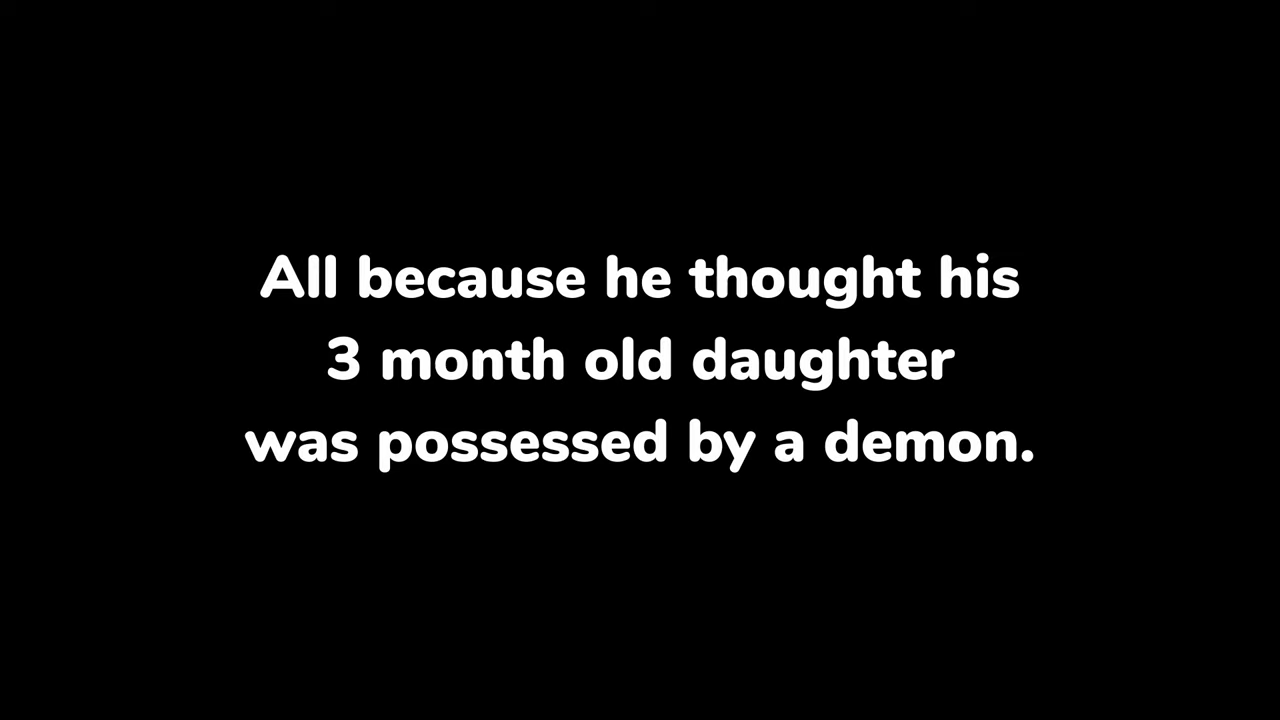 All because he thought his
3 month old daughter
was possessed by a demon.